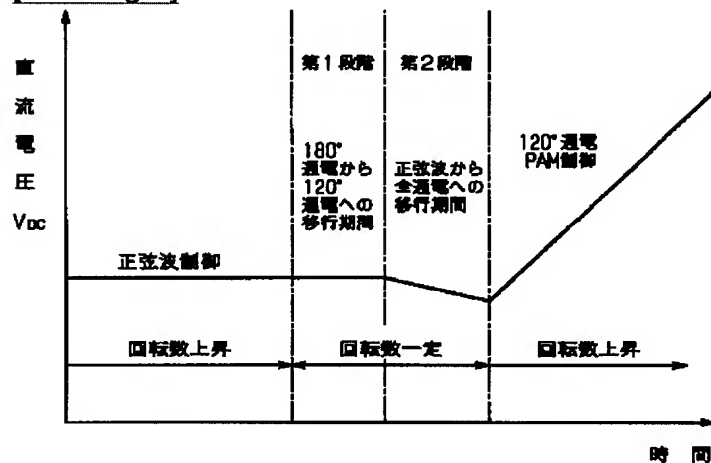 直
流
電
圧
VDC
第1段階
第2段階
180°
通電から
120°
通電への
移行期間
正弦波から
全通電への
移行期間
120°通電
PAM制御
正弦波制御
回転数上昇
回転数一定
回転数上昇
時間